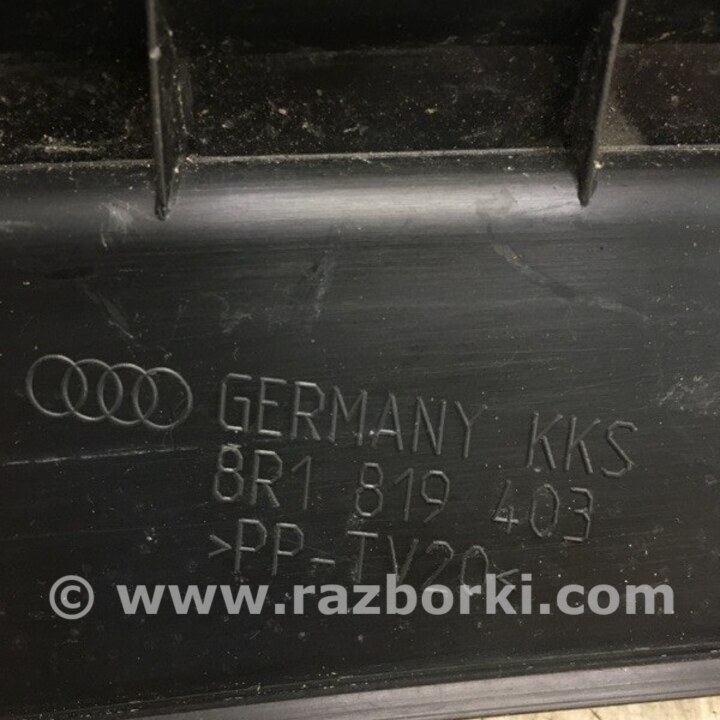 GERMANY KKS
8R1 819 403
>PP-TV20<
© www.razborki.com